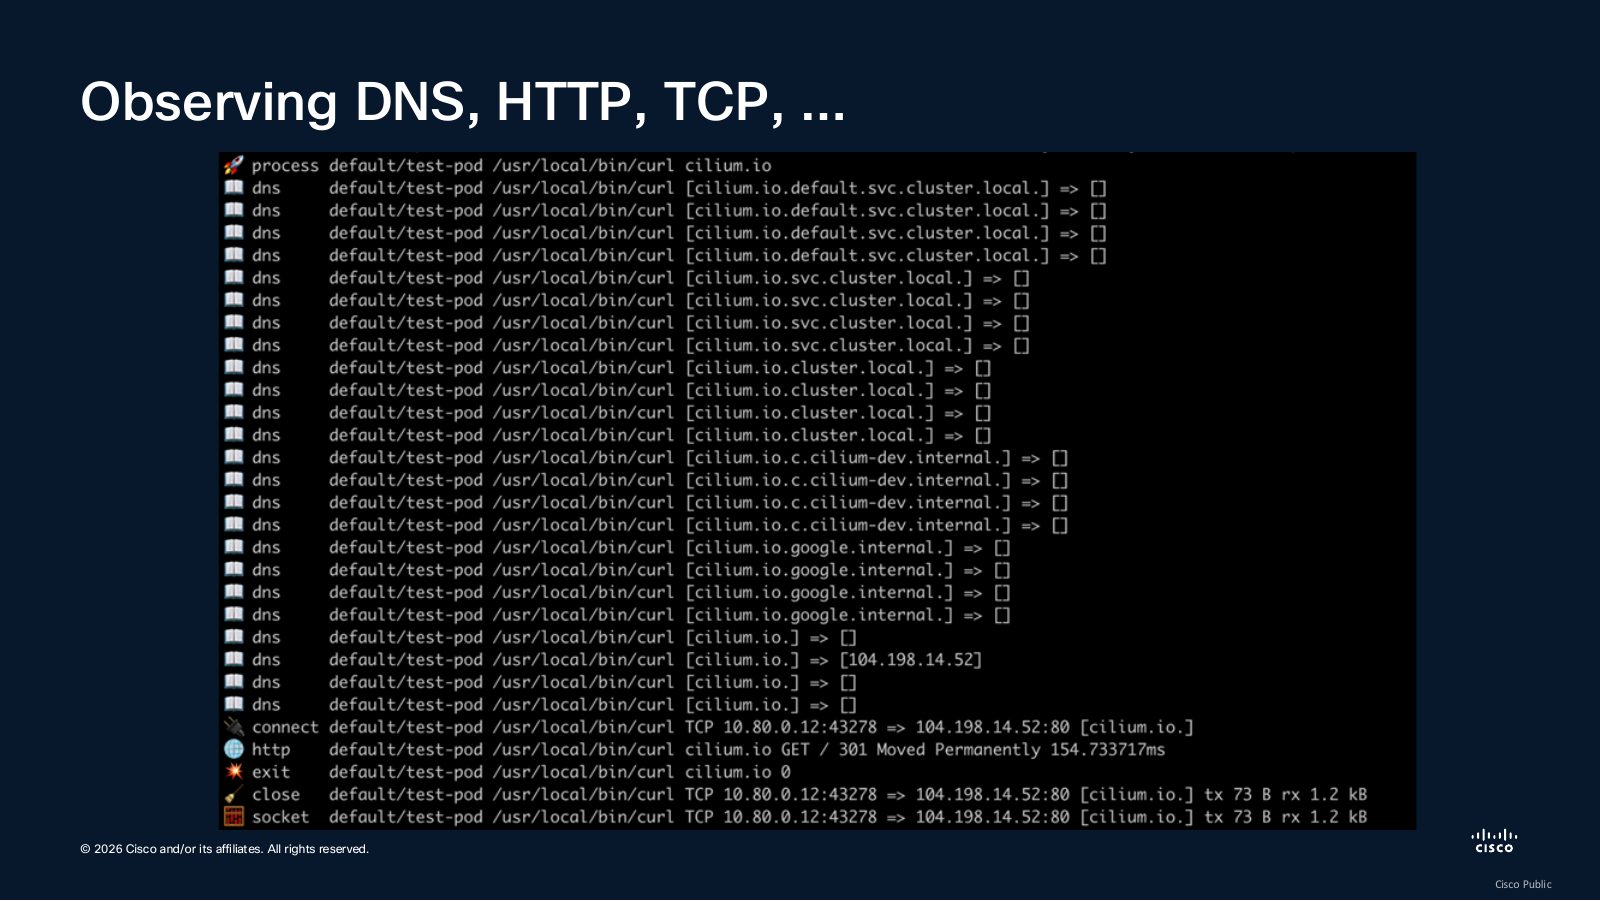 Observing DNS, HTTP, TCP, ...
🚀 process default/test-pod /usr/local/bin/curl cilium.io
📖 dns     default/test-pod /usr/local/bin/curl [cilium.io.default.svc.cluster.local.] => []
📖 dns     default/test-pod /usr/local/bin/curl [cilium.io.default.svc.cluster.local.] => []
📖 dns     default/test-pod /usr/local/bin/curl [cilium.io.default.svc.cluster.local.] => []
📖 dns     default/test-pod /usr/local/bin/curl [cilium.io.default.svc.cluster.local.] => []
📖 dns     default/test-pod /usr/local/bin/curl [cilium.io.svc.cluster.local.] => []
📖 dns     default/test-pod /usr/local/bin/curl [cilium.io.svc.cluster.local.] => []
📖 dns     default/test-pod /usr/local/bin/curl [cilium.io.svc.cluster.local.] => []
📖 dns     default/test-pod /usr/local/bin/curl [cilium.io.svc.cluster.local.] => []
📖 dns     default/test-pod /usr/local/bin/curl [cilium.io.cluster.local.] => []
📖 dns     default/test-pod /usr/local/bin/curl [cilium.io.cluster.local.] => []
📖 dns     default/test-pod /usr/local/bin/curl [cilium.io.cluster.local.] => []
📖 dns     default/test-pod /usr/local/bin/curl [cilium.io.cluster.local.] => []
📖 dns     default/test-pod /usr/local/bin/curl [cilium.io.c.cilium-dev.internal.] => []
📖 dns     default/test-pod /usr/local/bin/curl [cilium.io.c.cilium-dev.internal.] => []
📖 dns     default/test-pod /usr/local/bin/curl [cilium.io.c.cilium-dev.internal.] => []
📖 dns     default/test-pod /usr/local/bin/curl [cilium.io.c.cilium-dev.internal.] => []
📖 dns     default/test-pod /usr/local/bin/curl [cilium.io.google.internal.] => []
📖 dns     default/test-pod /usr/local/bin/curl [cilium.io.google.internal.] => []
📖 dns     default/test-pod /usr/local/bin/curl [cilium.io.google.internal.] => []
📖 dns     default/test-pod /usr/local/bin/curl [cilium.io.google.internal.] => []
📖 dns     default/test-pod /usr/local/bin/curl [cilium.io.] => []
📖 dns     default/test-pod /usr/local/bin/curl [cilium.io.] => [104.198.14.52]
📖 dns     default/test-pod /usr/local/bin/curl [cilium.io.] => []
📖 dns     default/test-pod /usr/local/bin/curl [cilium.io.] => []
🔌 connect default/test-pod /usr/local/bin/curl TCP 10.80.0.12:43278 => 104.198.14.52:80 [cilium.io.]
🌐 http    default/test-pod /usr/local/bin/curl cilium.io GET / 301 Moved Permanently 154.733717ms
💥 exit    default/test-pod /usr/local/bin/curl cilium.io 0
🧹 close   default/test-pod /usr/local/bin/curl TCP 10.80.0.12:43278 => 104.198.14.52:80 [cilium.io.] tx 73 B rx 1.2 kB
🧮 socket  default/test-pod /usr/local/bin/curl TCP 10.80.0.12:43278 => 104.198.14.52:80 [cilium.io.] tx 73 B rx 1.2 kB
© 2026 Cisco and/or its affiliates. All rights reserved.
CISCO
Cisco Public